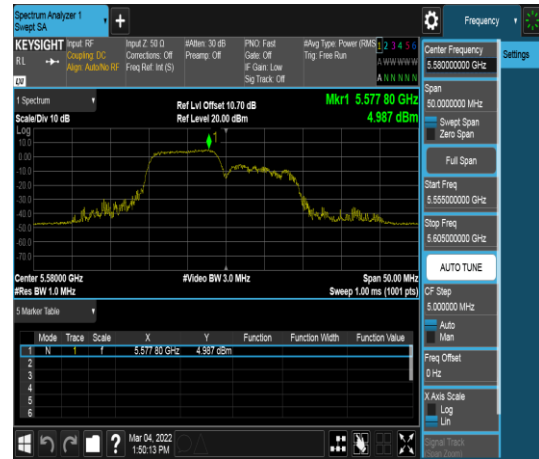 Spectrum Analyzer 1
Swept SA
+
Frequency
KEYSIGHT
Input: RF
Input Z: 50 Ω
#Atten: 30 dB
PNO: Fast
#Avg Type: Power (RMS
1 2 3 4 5 6
RL
Coupling: DC
Corrections: Off
Preamp: Off
Gate: Off
Trig: Free Run
A WW WW W
Align: Auto/No RF
Freq Ref: Int (S)
IF Gain: Low
Sig Track: Off
A N N N N N
LXI
1 Spectrum
Ref Lvl Offset 10.70 dB
Mkr1 5.577 80 GHz
Scale/Div 10 dB
Ref Level 20.00 dBm
4.987 dBm
Log
1
10.0
0.00
-10.0
-20.0
-30.0
-40.0
-50.0
-60.0
-70.0
Center 5.58000 GHz
#Video BW 3.0 MHz
Span 50.00 MHz
#Res BW 1.0 MHz
Sweep 1.00 ms (1001 pts)
5 Marker Table
Mode Trace Scale X Y Function Function Width Function Value
1 N 1 f 5.577 80 GHz 4.987 dBm
2
3
4
5
6
?
Mar 04, 2022
1:50:13 PM
Center Frequency
5.580000000 GHz
Settings
Span
50.0000000 MHz
Swept Span
Zero Span
Full Span
Start Freq
5.555000000 GHz
Stop Freq
5.605000000 GHz
AUTO TUNE
CF Step
5.000000 MHz
Auto
Man
Freq Offset
0 Hz
X Axis Scale
Log
Lin
Signal Track
(Span Zoom)